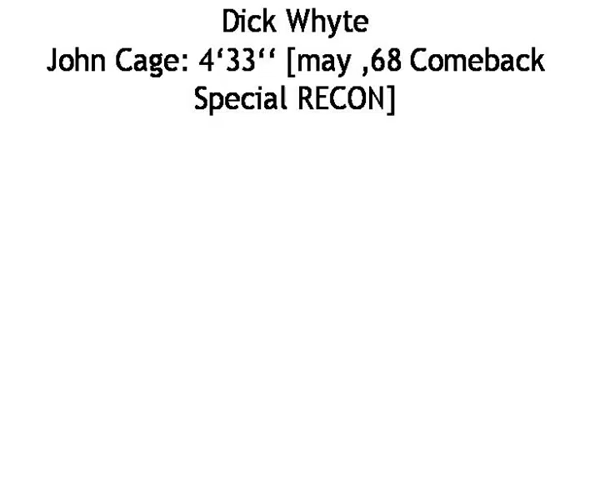 Dick Whyte
John Cage: 4‘33“ [may ‚68 Comeback
Special RECON]